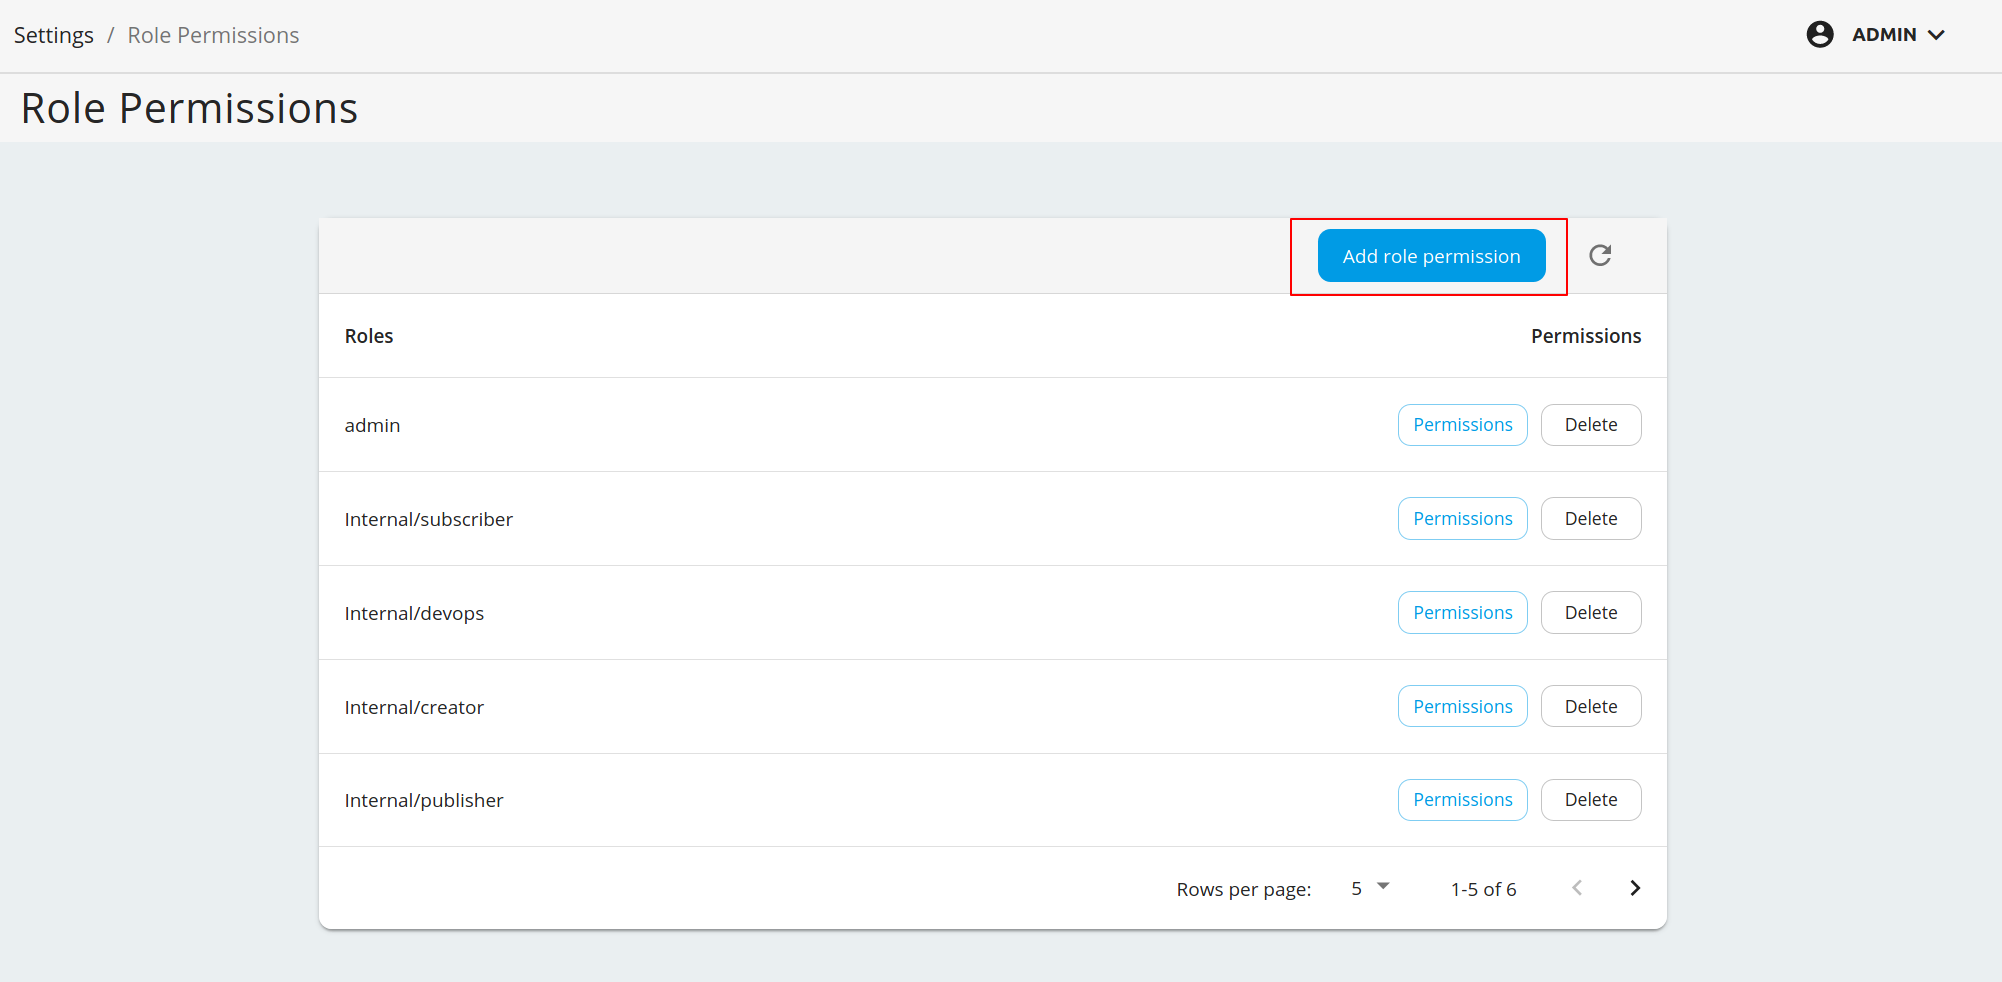 Settings / Role Permissions
ADMIN
Role Permissions
Add role permission
Roles Permissions
admin Permissions Delete
Internal/subscriber Permissions Delete
Internal/devops Permissions Delete
Internal/creator Permissions Delete
Internal/publisher Permissions Delete
Rows per page: 5 1-5 of 6